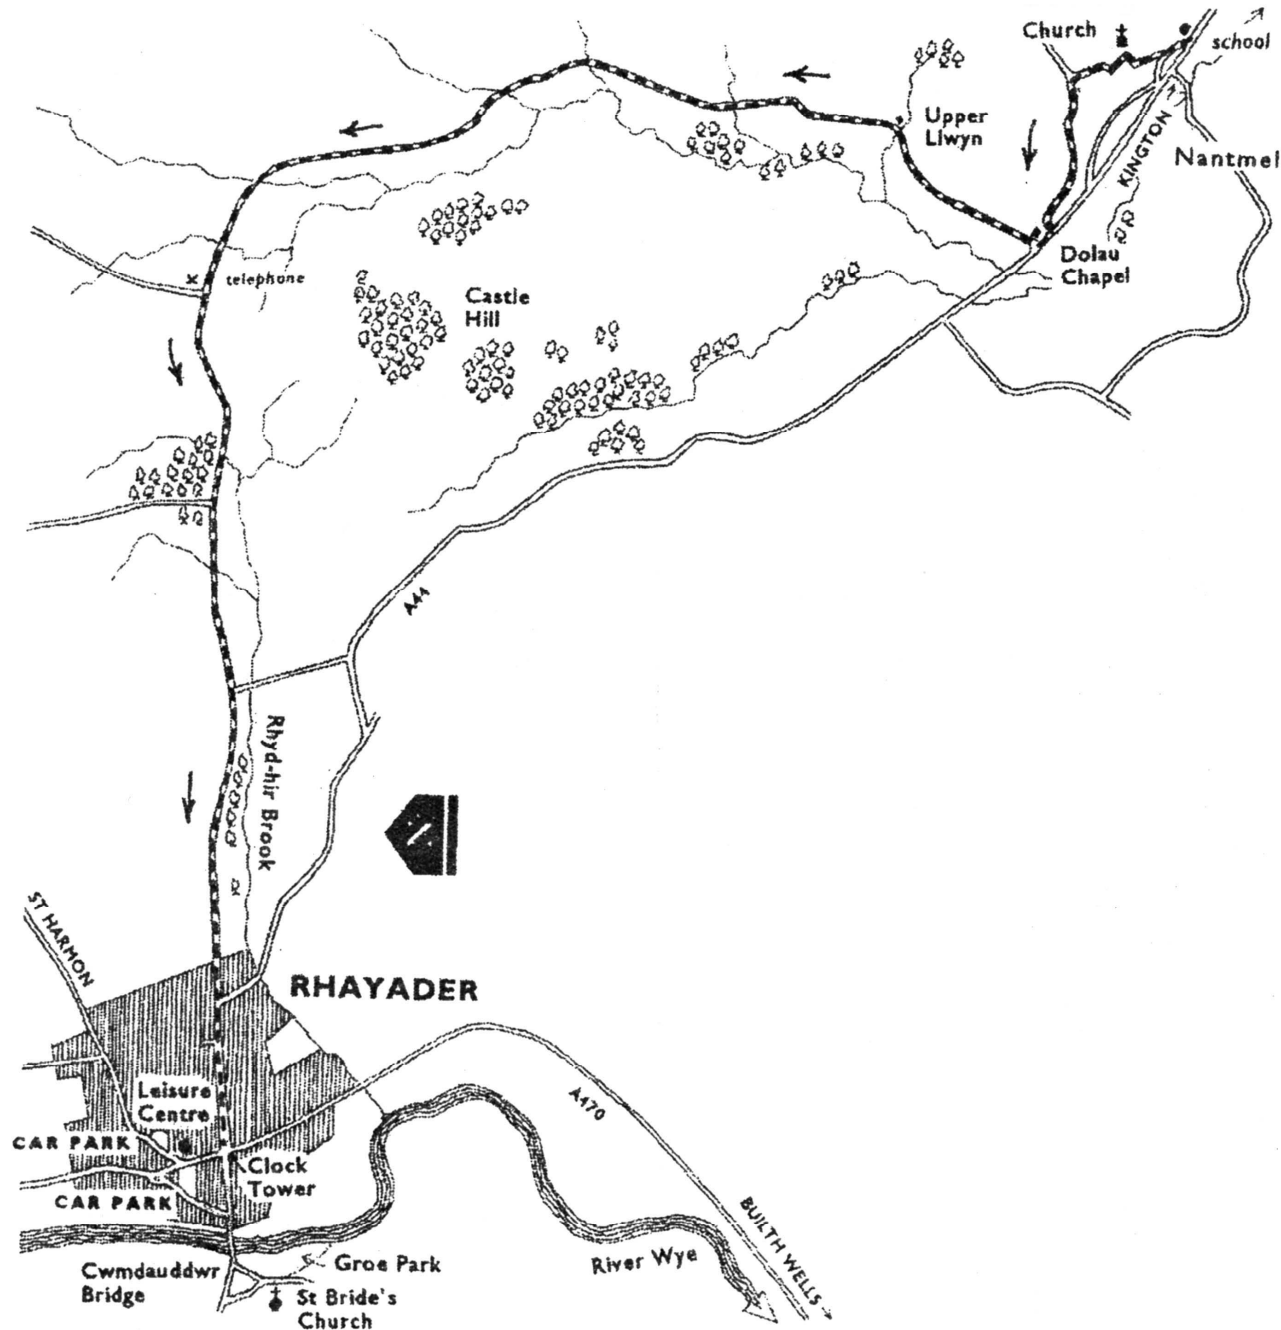 Church
school
Upper
Llwyn
KINGTON
Nantmel
Dolau
Chapel
telephone
Castle
Hill
A44
Rhyd-hir Brook
ST HARMON
RHAYADER
Leisure
Centre
CAR PARK
A470
Clock
Tower
CAR PARK
BUILTH WELLS
River Wye
Groe Park
Cwmdauddwr
Bridge
St Bride's
Church